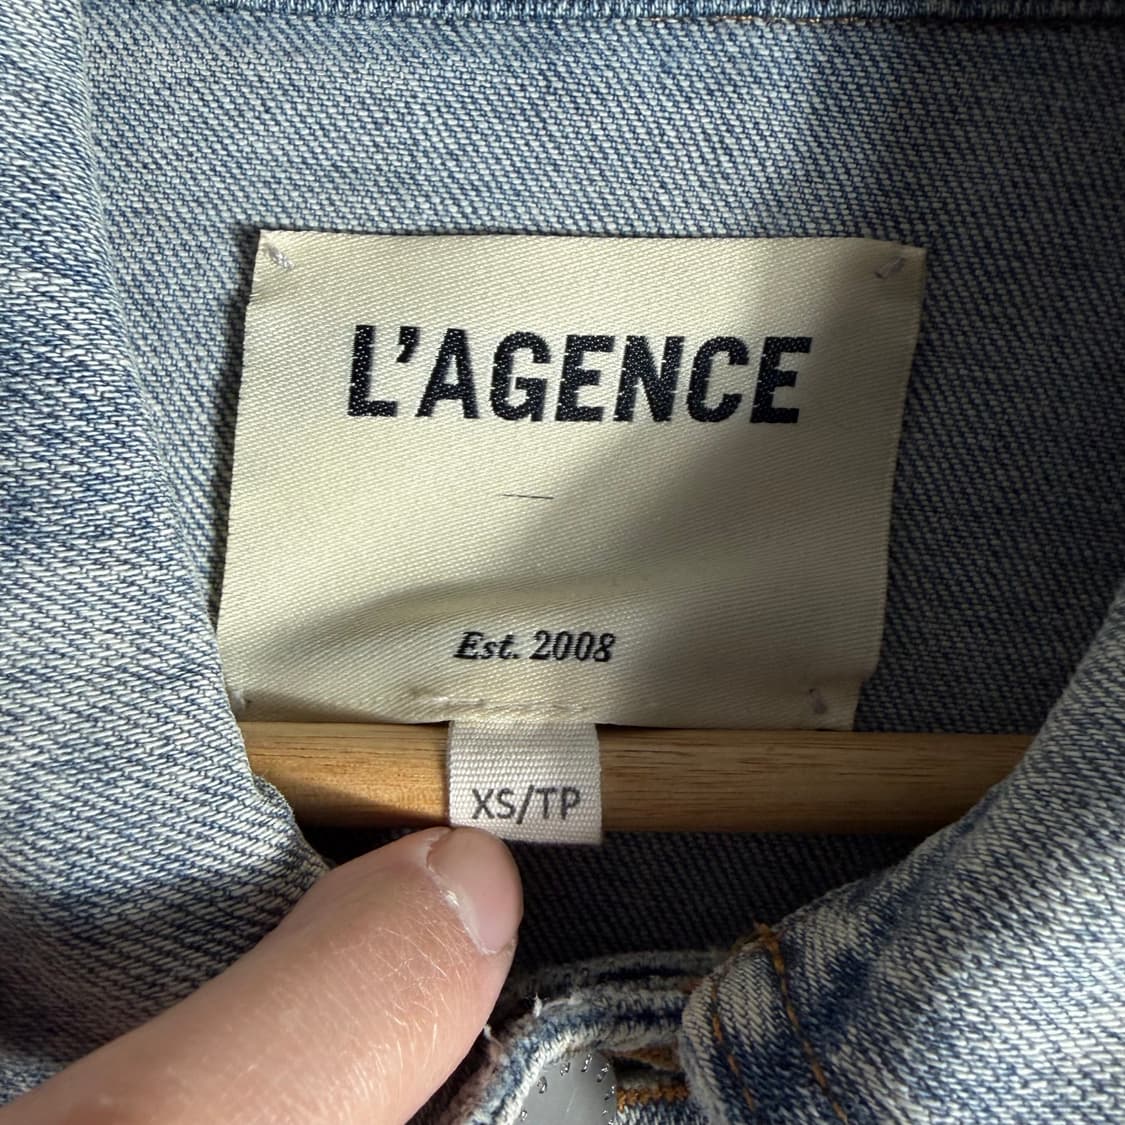 L'AGENCE
Est. 2008
XS/TP